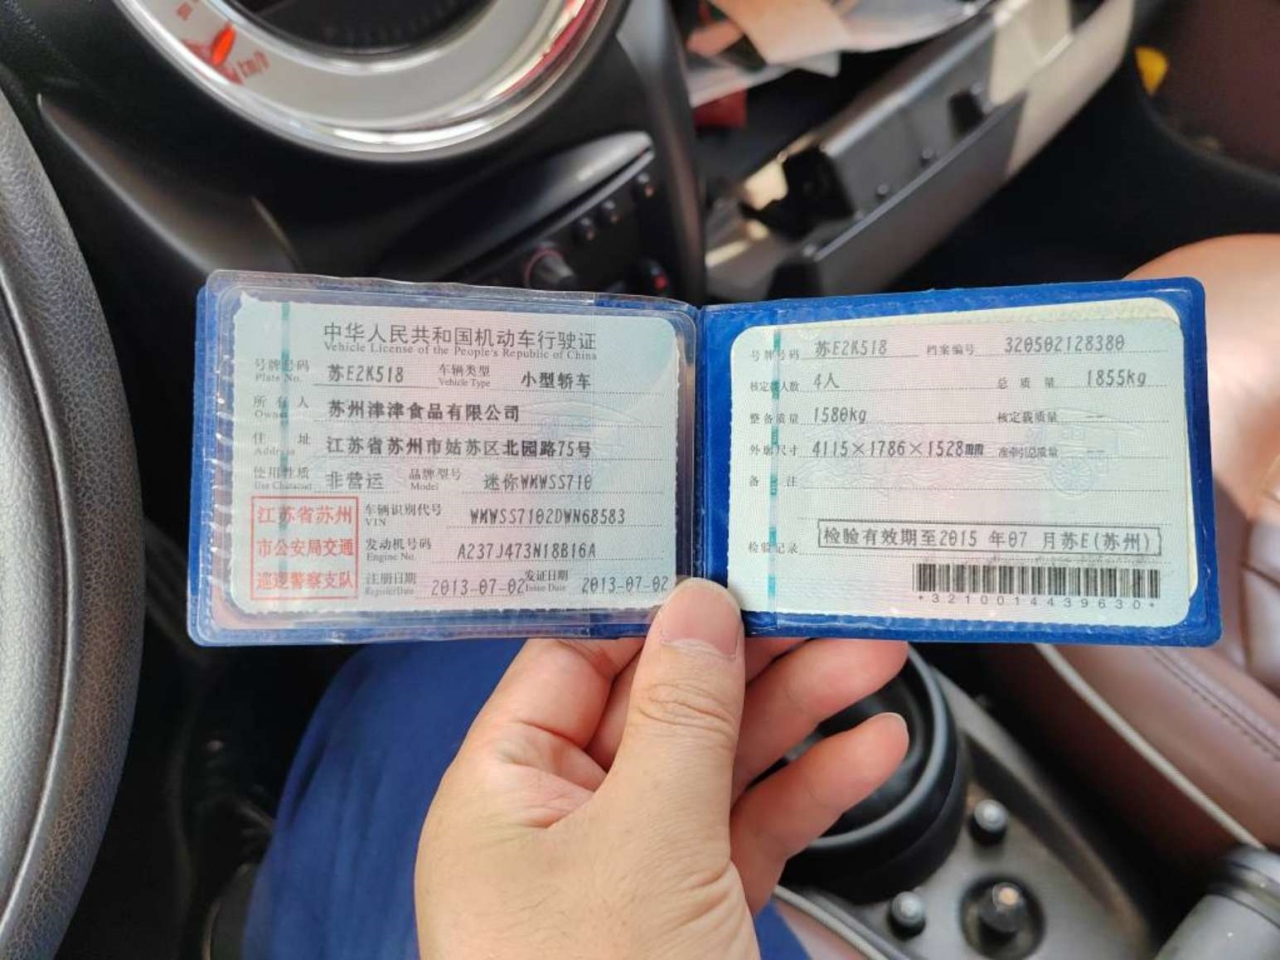 km/h
中华人民共和国机动车行驶证
Vehicle License of the People's Republic of China
号牌号码 苏E2K518 车辆类型 小型轿车
Plate No. Vehicle Type
所有人 苏州津津食品有限公司
Owner
住址 江苏省苏州市姑苏区北园路75号
Address
使用性质 非营运 品牌型号 迷你WMWSS710
Use Character Model
江苏省苏州
市公安局交通
巡逻警察支队
车辆识别代号 WMWSS7102DWN68583
VIN
发动机号码 A237J473N18B16A
Engine No.
注册日期 2013-07-02 发证日期 2013-07-02
Register Date Issue Date
号牌号码 苏E2K518 档案编号 320502128380
核定载人数 4人 总质量 1855kg
整备质量 1580kg 核定载质量 --
外廓尺寸 4115×1786×1528mm 准牵引总质量 --
备注
检验记录 检验有效期至2015 年07 月苏E(苏州)
*3210014439630*